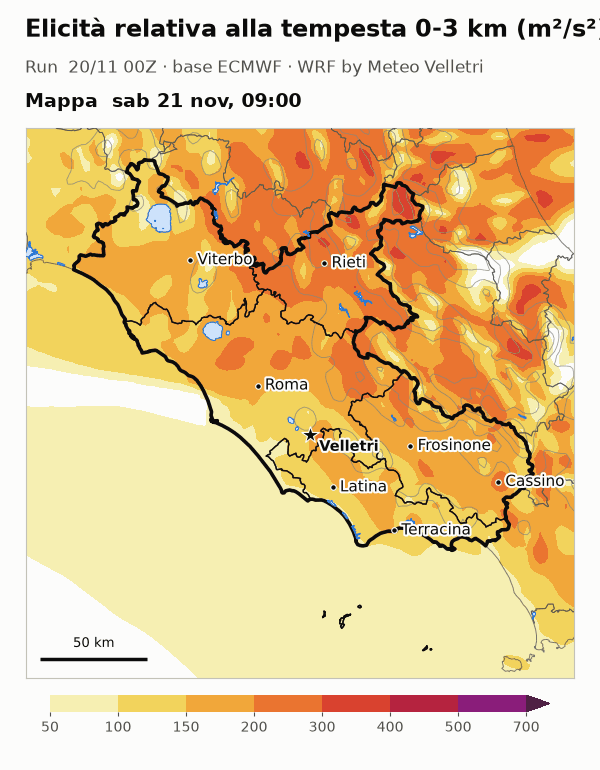 Elicità relativa alla tempesta 0-3 km (m²/s²)
Run 20/11 00Z · base ECMWF · WRF by Meteo Velletri
Mappa sab 21 nov, 09:00
Viterbo
Rieti
Roma
Velletri
Frosinone
Cassino
Latina
Terracina
50 km
50 100 150 200 300 400 500 700